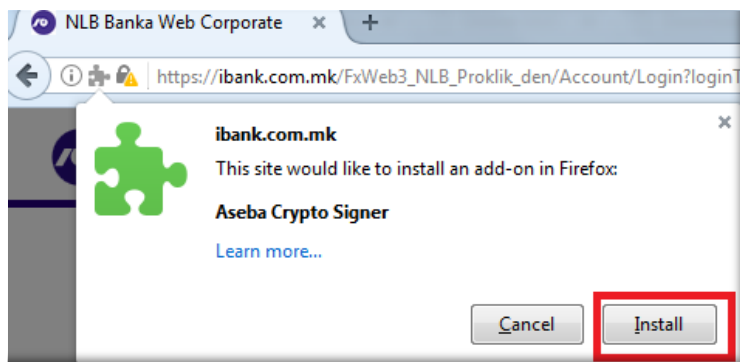 NLB Banka Web Corporate
https://ibank.com.mk/FxWeb3_NLB_Proklik_den/Account/Login?login
ibank.com.mk
This site would like to install an add-on in Firefox:
Aseba Crypto Signer
Learn more...
Cancel
Install